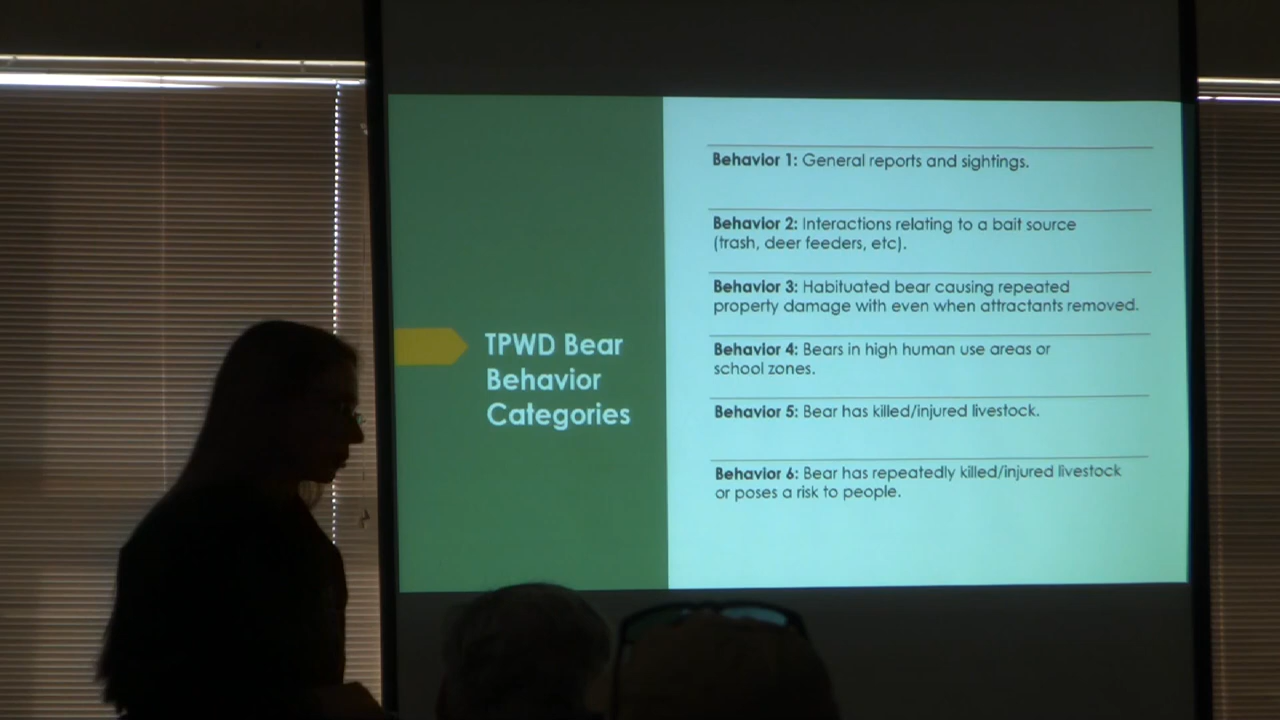 TPWD Bear
Behavior
Categories
Behavior 1: General reports and sightings.
Behavior 2: Interactions relating to a bait source
(trash, deer feeders, etc).
Behavior 3: Habituated bear causing repeated
property damage with even when attractants removed.
Behavior 4: Bears in high human use areas or
school zones.
Behavior 5: Bear has killed/injured livestock.
Behavior 6: Bear has repeatedly killed/injured livestock
or poses a risk to people.